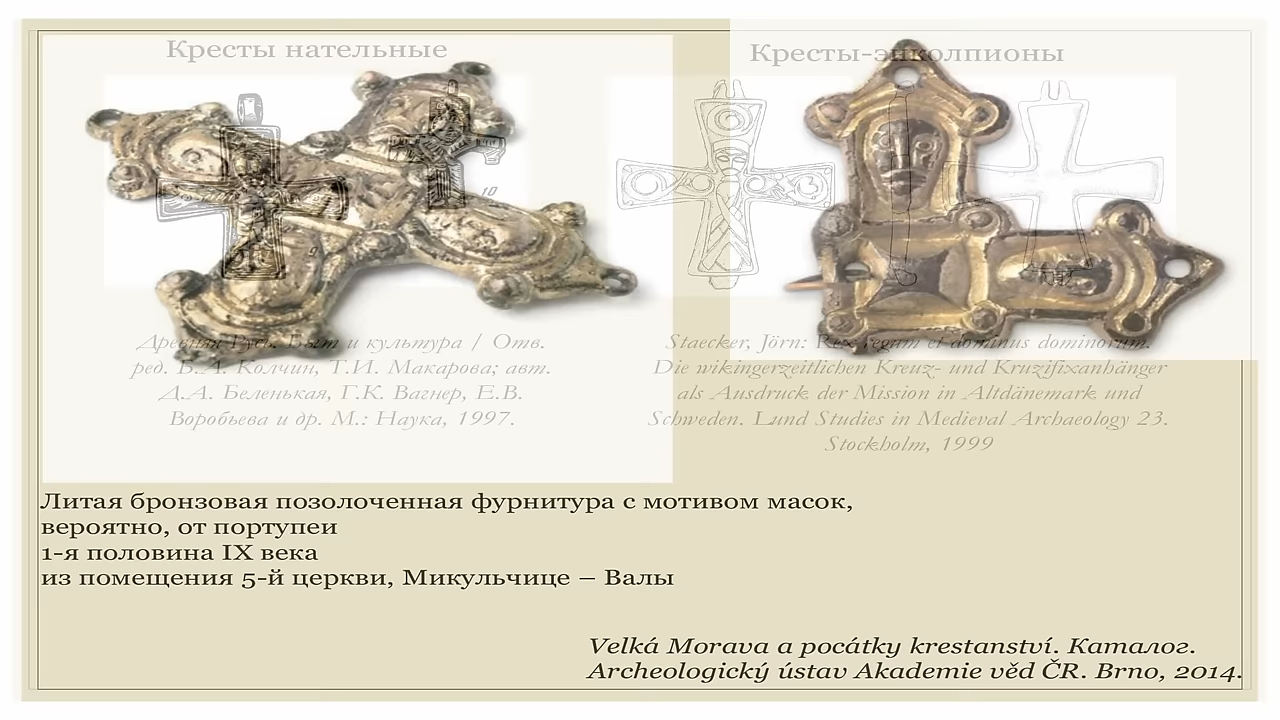 Кресты нательные
Кресты-энколпионы
10
9
Древняя Русь. Быт и культура / Отв.
ред. Б.А. Колчин, Т.И. Макарова; авт.
Д.А. Беленькая, Г.К. Вагнер, Е.В.
Воробьева и др. М.: Наука, 1997.
Staecker, Jörn: Rex regum et dominus dominorum.
Die wikingerzeitlichen Kreuz- und Kruzifixanhänger
als Ausdruck der Mission in Altdänemark und
Schweden. Lund Studies in Medieval Archaeology 23.
Stockholm, 1999
Литая бронзовая позолоченная фурнитура с мотивом масок,
вероятно, от портупеи
1-я половина IX века
из помещения 5-й церкви, Микульчице – Валы
Velká Morava a pocátky krestanství. Каталог.
Archeologický ústav Akademie věd ČR. Brno, 2014.